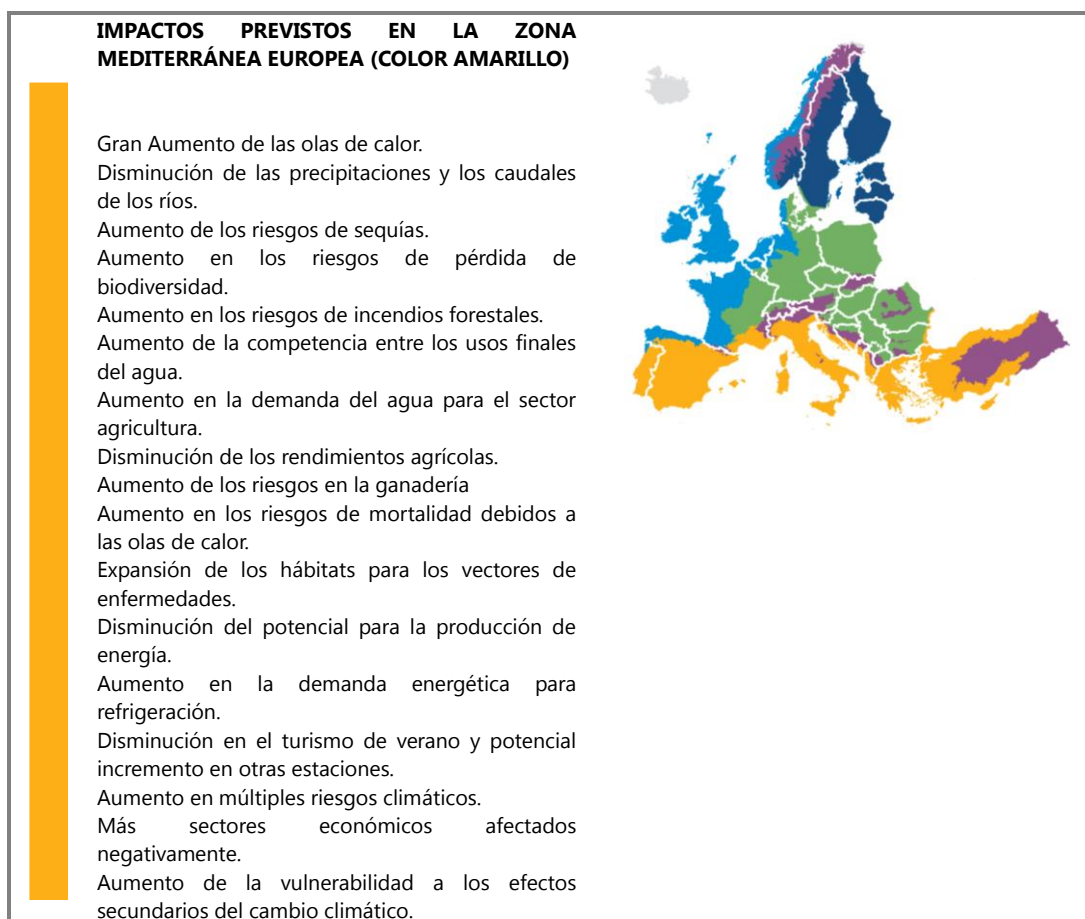 IMPACTOS PREVISTOS EN LA ZONA
MEDITERRÁNEA EUROPEA (COLOR AMARILLO)
Gran Aumento de las olas de calor.
Disminución de las precipitaciones y los caudales
de los ríos.
Aumento de los riesgos de sequías.
Aumento en los riesgos de pérdida de
biodiversidad.
Aumento en los riesgos de incendios forestales.
Aumento de la competencia entre los usos finales
del agua.
Aumento en la demanda del agua para el sector
agricultura.
Disminución de los rendimientos agrícolas.
Aumento de los riesgos en la ganadería
Aumento en los riesgos de mortalidad debidos a
las olas de calor.
Expansión de los hábitats para los vectores de
enfermedades.
Disminución del potencial para la producción de
energía.
Aumento en la demanda energética para
refrigeración.
Disminución en el turismo de verano y potencial
incremento en otras estaciones.
Aumento en múltiples riesgos climáticos.
Más sectores económicos afectados
negativamente.
Aumento de la vulnerabilidad a los efectos
secundarios del cambio climático.